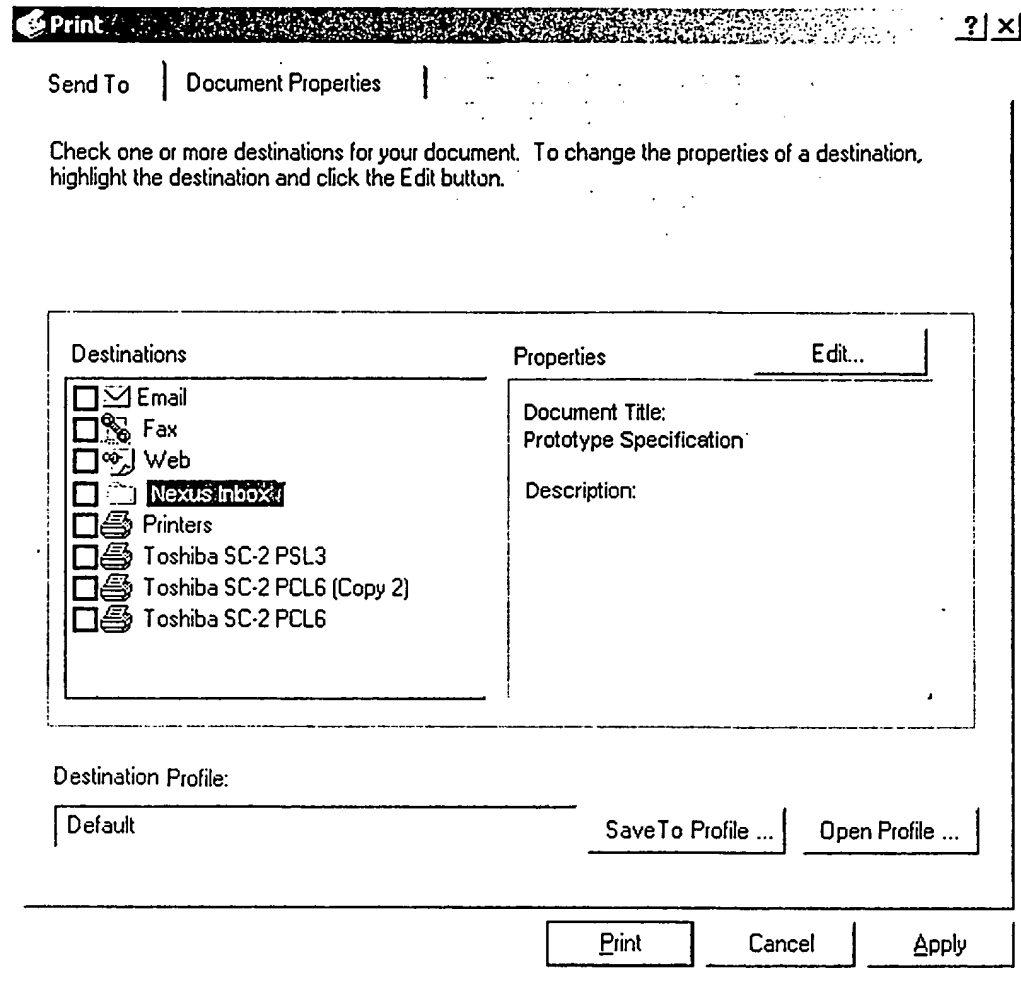 Print ? X
Send To Document Properties
Check one or more destinations for your document. To change the properties of a destination,
highlight the destination and click the Edit button.
Destinations Properties Edit...
Email
Fax
Web
Nexus Inbox
Printers
Toshiba SC-2 PSL3
Toshiba SC-2 PCL6 (Copy 2)
Toshiba SC-2 PCL6
Document Title:
Prototype Specification
Description:
Destination Profile:
Default SaveTo Profile ... Open Profile ...
Print Cancel Apply